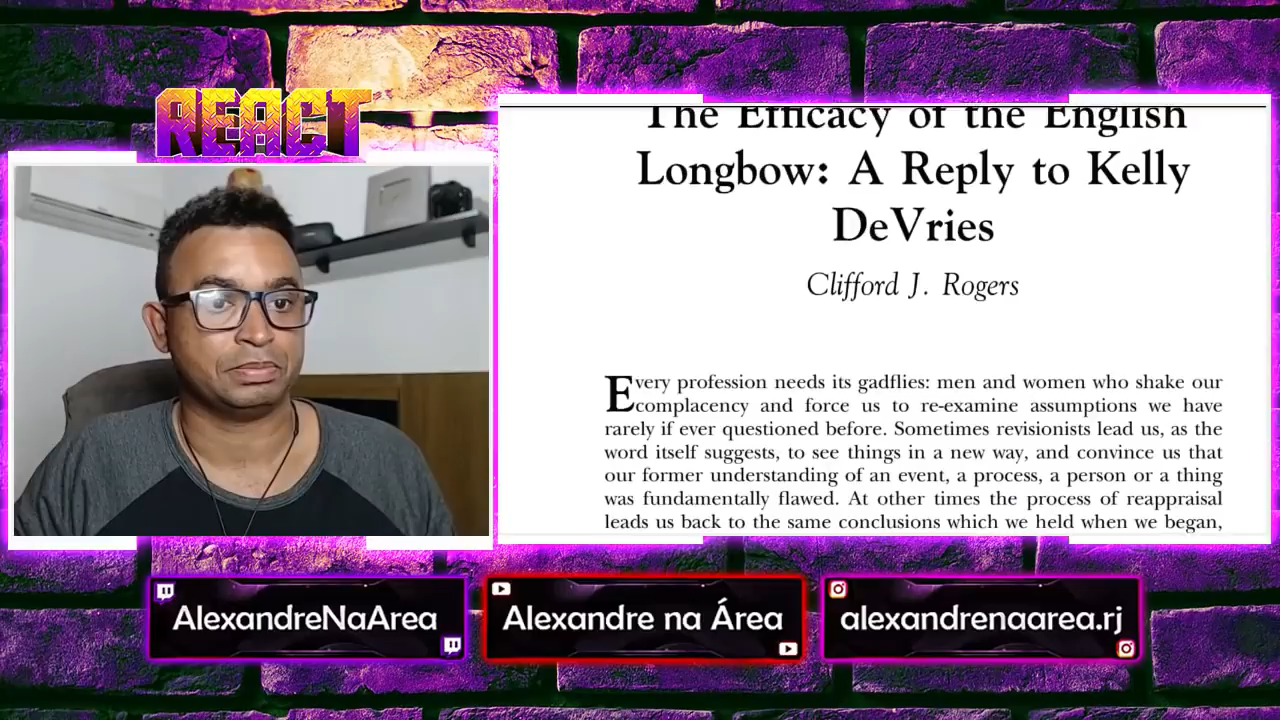 REACT
The Efficacy of the English
Longbow: A Reply to Kelly
DeVries
Clifford J. Rogers
Every profession needs its gadflies: men and women who shake our
complacency and force us to re-examine assumptions we have
rarely if ever questioned before. Sometimes revisionists lead us, as the
word itself suggests, to see things in a new way, and convince us that
our former understanding of an event, a process, a person or a thing
was fundamentally flawed. At other times the process of reappraisal
leads us back to the same conclusions which we held when we began,
AlexandreNaArea
Alexandre na Área
alexandrenaarea.rj